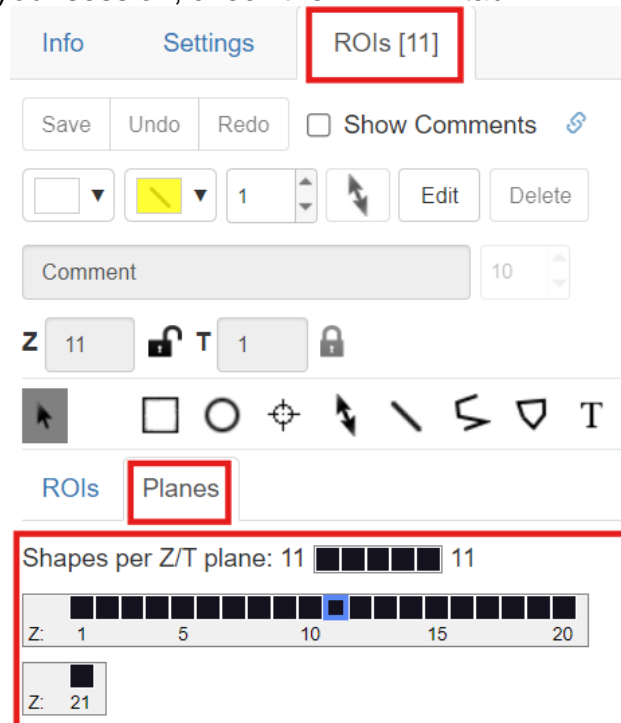 Info Settings ROIs [11]
Save Undo Redo Show Comments
1 Edit Delete
Comment 10
Z 11 T 1
T
ROIs Planes
Shapes per Z/T plane: 11 11
Z: 1 5 10 15 20
Z: 21